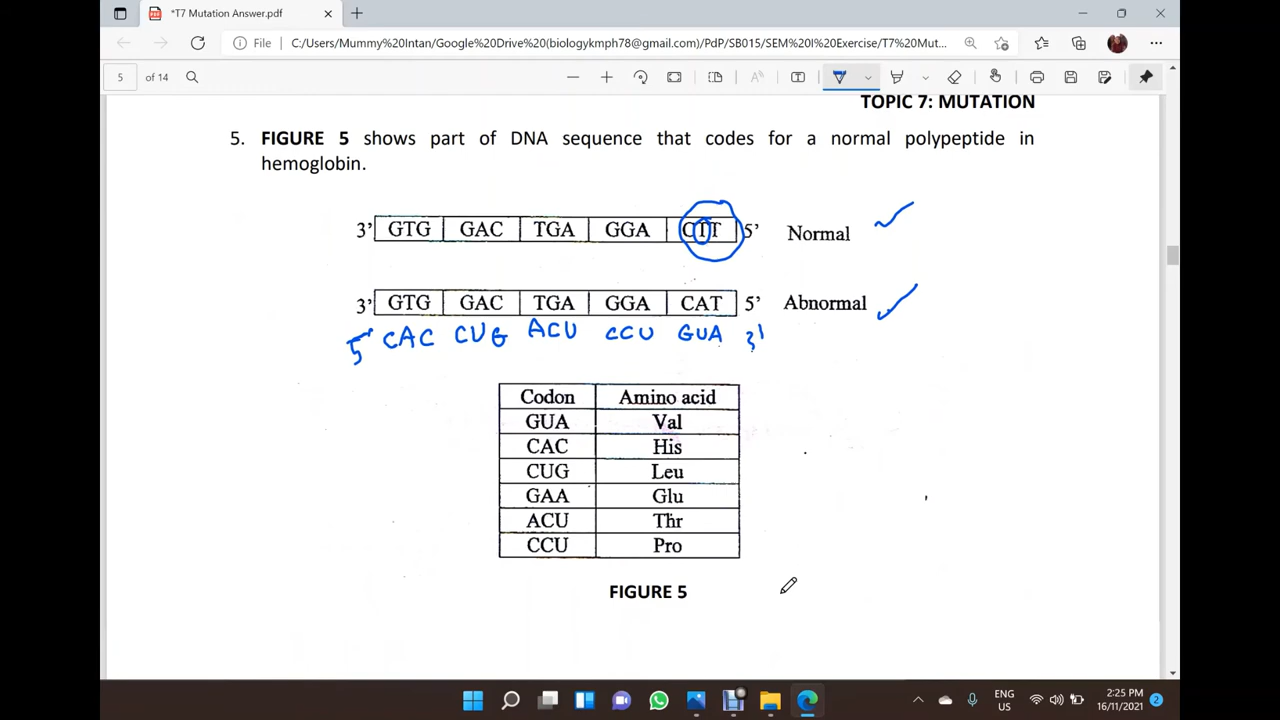 *T7 Mutation Answer.pdf
File C:/Users/Mummy%20Intan/Google%20Drive%20(biologykmph78@gmail.com)/PdP/SB015/SEM%20I%20Exercise/T7%20Mut...
5 of 14
TOPIC 7: MUTATION
5. FIGURE 5 shows part of DNA sequence that codes for a normal polypeptide in
hemoglobin.
3' GTG GAC TGA GGA CTT 5' Normal
3' GTG GAC TGA GGA CAT 5' Abnormal
5' CAC CUG ACU CCU GUA 3'
Codon Amino acid
GUA Val
CAC His
CUG Leu
GAA Glu
ACU Thr
CCU Pro
FIGURE 5
ENG
US
2:25 PM
16/11/2021
2